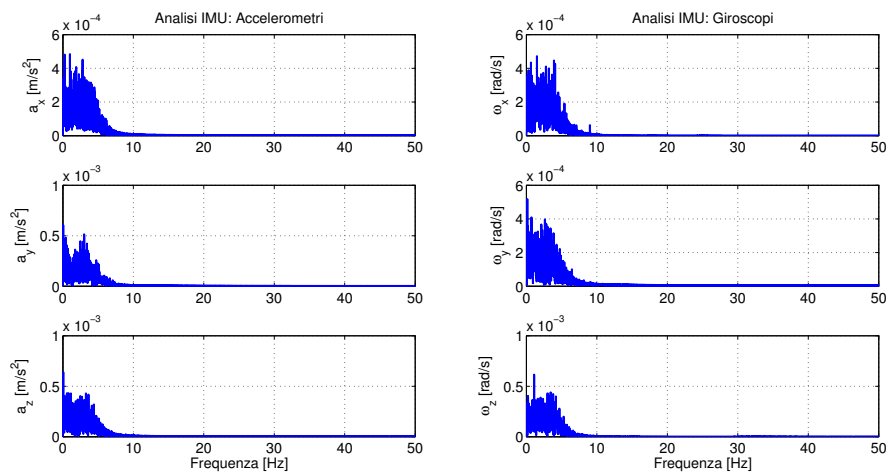 Analisi IMU: Accelerometri
x 10⁻⁴
6
4
2
0
a_x [m/s²]
0 10 20 30 40 50
x 10⁻³
1
0.5
0
a_y [m/s²]
0 10 20 30 40 50
x 10⁻³
1
0.5
0
a_z [m/s²]
0 10 20 30 40 50
Frequenza [Hz]
Analisi IMU: Giroscopi
x 10⁻⁴
6
4
2
0
ω_x [rad/s]
0 10 20 30 40 50
x 10⁻⁴
6
4
2
0
ω_y [rad/s]
0 10 20 30 40 50
x 10⁻³
1
0.5
0
ω_z [rad/s]
0 10 20 30 40 50
Frequenza [Hz]